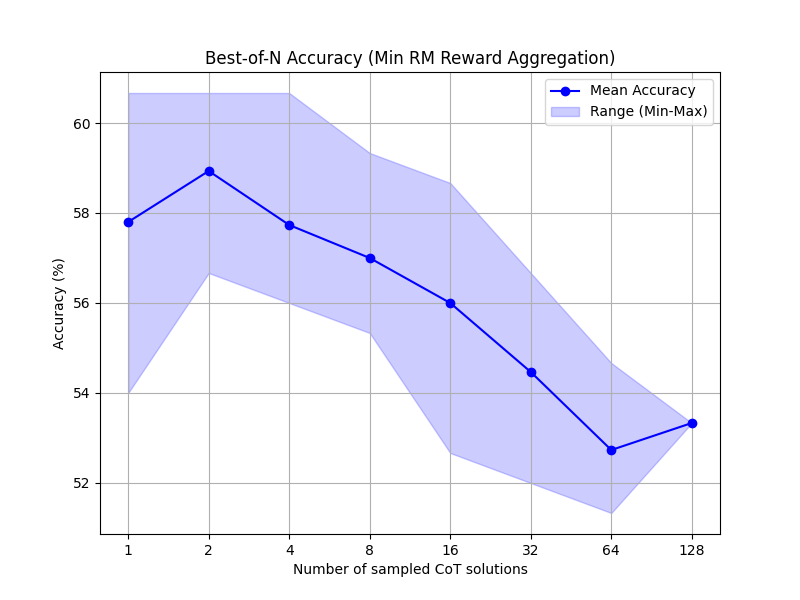 Best-of-N Accuracy (Min RM Reward Aggregation)
Mean Accuracy
Range (Min-Max)
Accuracy (%)
60
58
56
54
52
1 2 4 8 16 32 64 128
Number of sampled CoT solutions